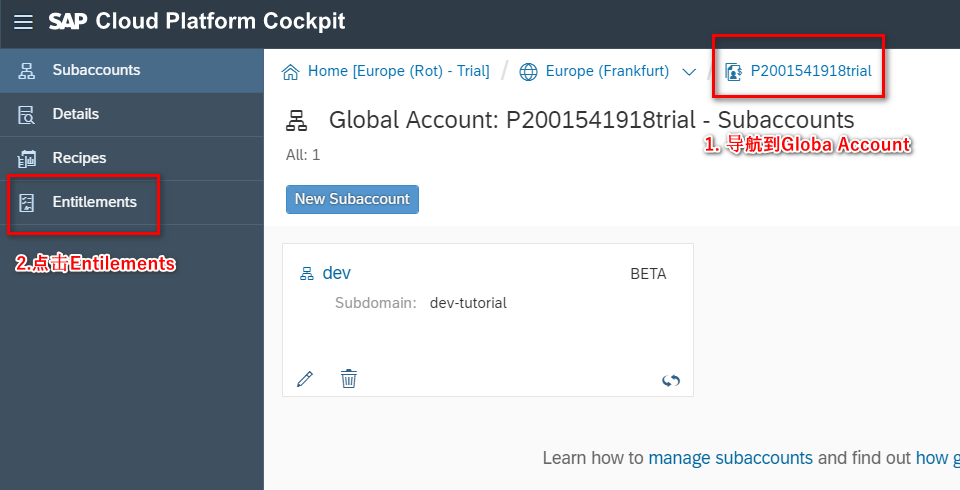 SAP Cloud Platform Cockpit
Subaccounts
Details
Recipes
Entitlements
2.点击Entilements
Home [Europe (Rot) - Trial] / Europe (Frankfurt) / P2001541918trial
Global Account: P2001541918trial - Subaccounts
1. 导航到Globa Account
All: 1
New Subaccount
dev BETA
Subdomain: dev-tutorial
Learn how to manage subaccounts and find out how g